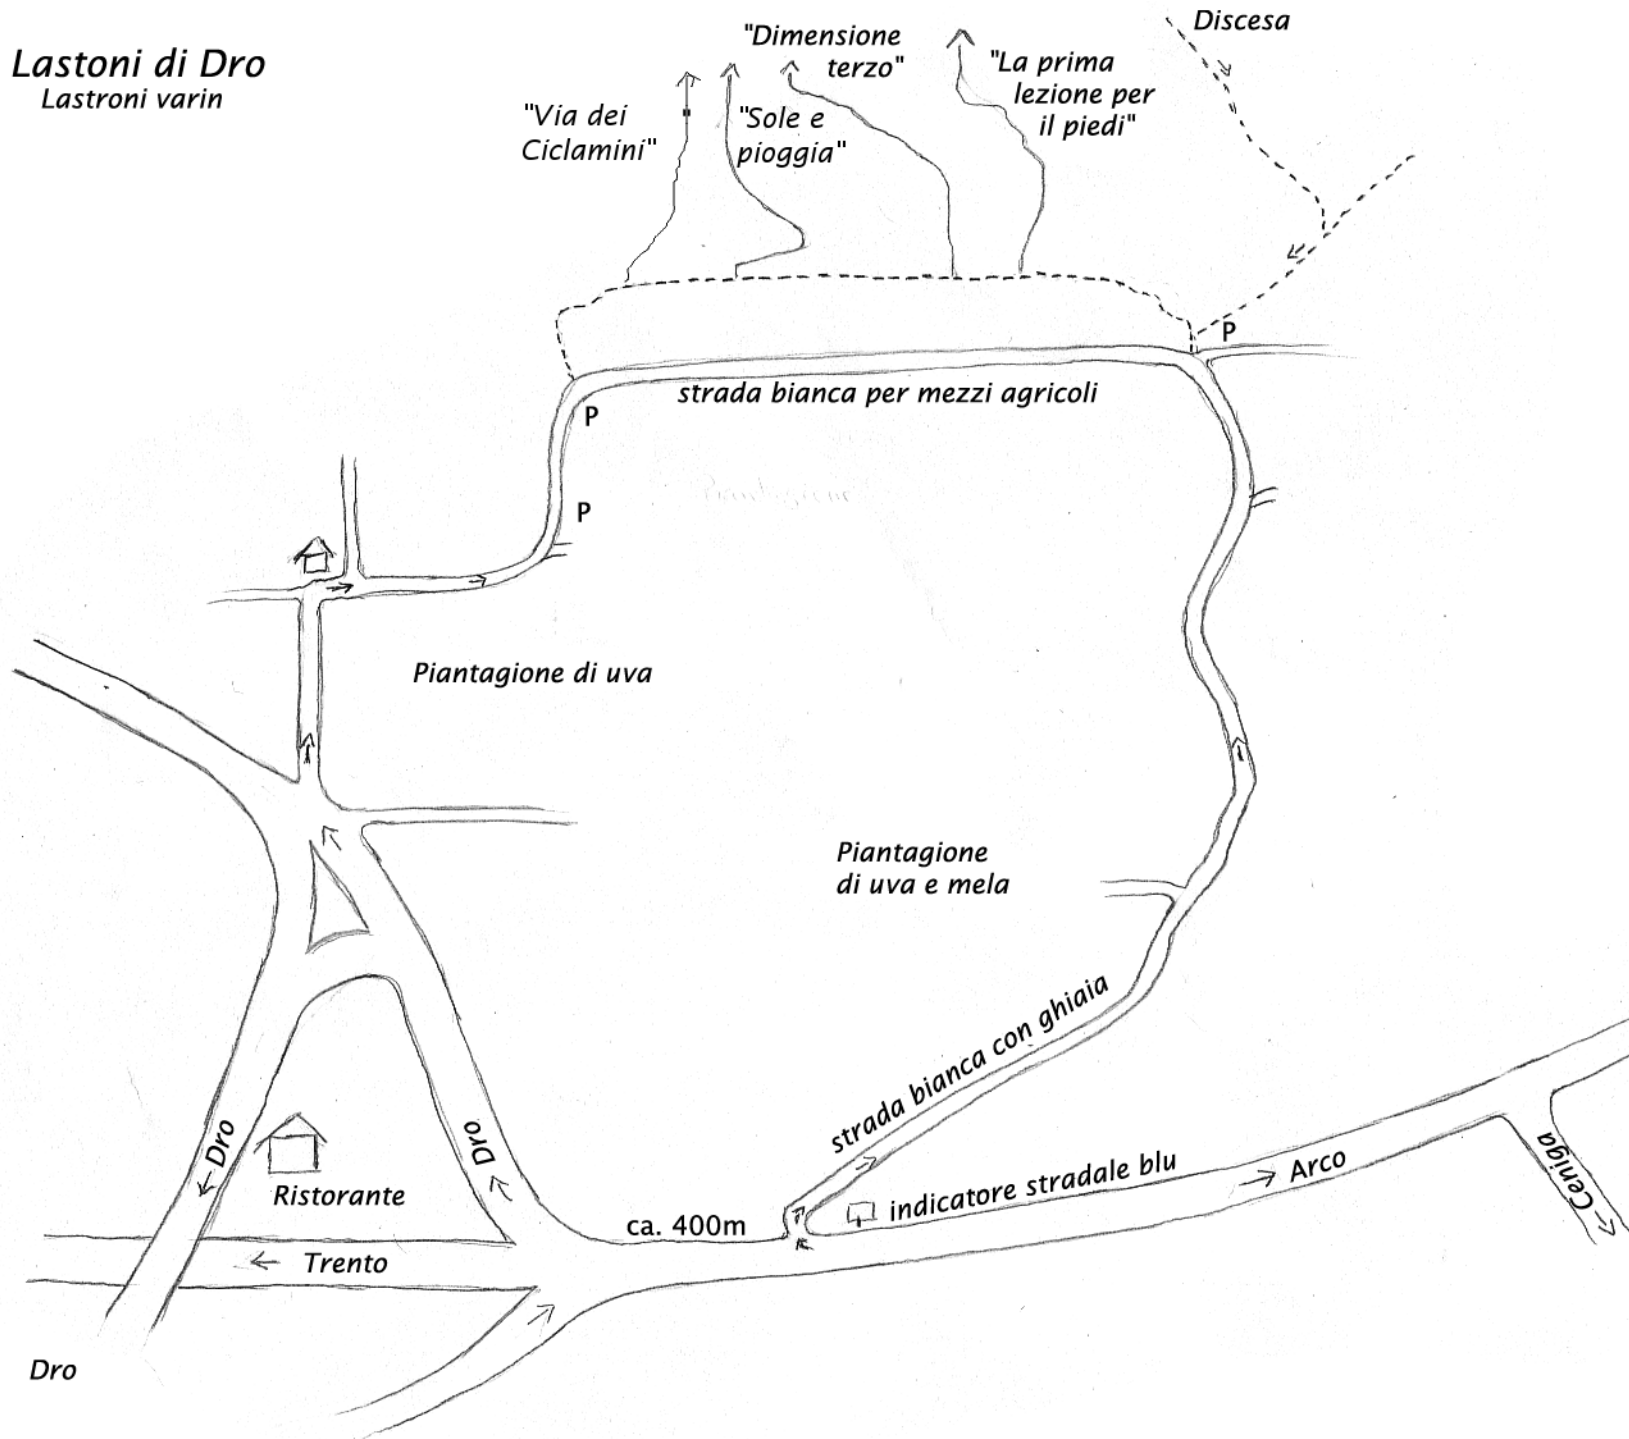 Lastoni di Dro
Lastroni varin
Discesa
"Dimensione
terzo"
"La prima
lezione per
il piedi"
"Via dei
Ciclamini"
"Sole e
pioggia"
P
strada bianca per mezzi agricoli
P
P
Piantagione di uva
Piantagione
di uva e mela
strada bianca con ghiaia
Dro
Dro
Ristorante
ca. 400m
indicatore stradale blu
Arco
Ceniga
Trento
Dro